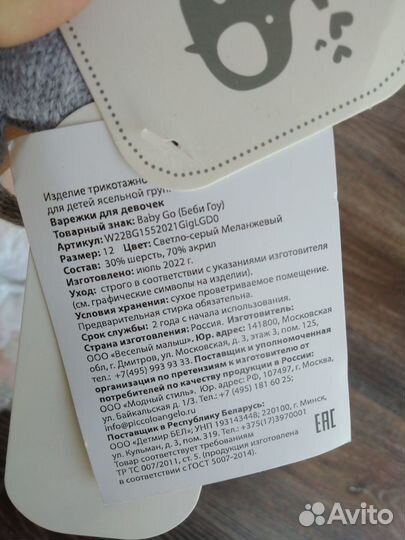 Изделие трикотажно
для детей ясельной груп
Варежки для девочек
Товарный знак: Baby Go (Беби Гоу)
Артикул: W22BG1552021GigLGD0
Размер: 12 Цвет: Светло-серый Меланжевый
Состав: 30% шерсть, 70% акрил
Изготовлено: июль 2022 г.
Уход: строго в соответствии с указаниями изготовителя
(см. графические символы на изделии).
Условия хранения: сухое проветриваемое помещение.
Предварительная стирка обязательна.
Срок службы: 2 года с начала использования.
Страна изготовления: Россия. Изготовитель:
ООО «Веселый малыш». Юр. адрес: 141800, Московская
обл, г. Дмитров, ул. Московская, д. 3, этаж 3, пом. 125,
тел.: +7(495) 993 93 33. Поставщик и уполномоченная
организация по претензиям к изготовителю от
потребителей по качеству продукции в России:
ООО «Модный стиль». Юр. адрес: РФ, 107497, г. Москва,
ул. Байкальская д. 1/3. Тел. +7 (495) 181 60 25;
info@piccoloangelo.ru
Поставщик в Республику Беларусь:
ООО «Детмир БЕЛ»; УНП 193143448; 220100, г. Минск,
ул. Кульман, д. 3, пом. 319. Тел.: +375(17)3970001
Товар соответствует требованиям
ТР ТС 007/2011, ст. 5. (продукция изготовлена
в соответствии с ГОСТ 5007-2014).
EAC
Avito